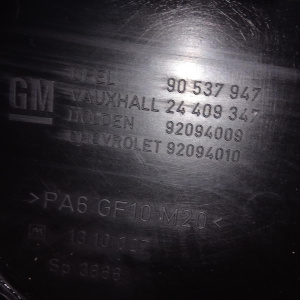 OPEL 90 537 947
GM VAUXHALL 24 409 347
HOLDEN 92094009
CHEVROLET 92094010
>PA6 GF10 M20<